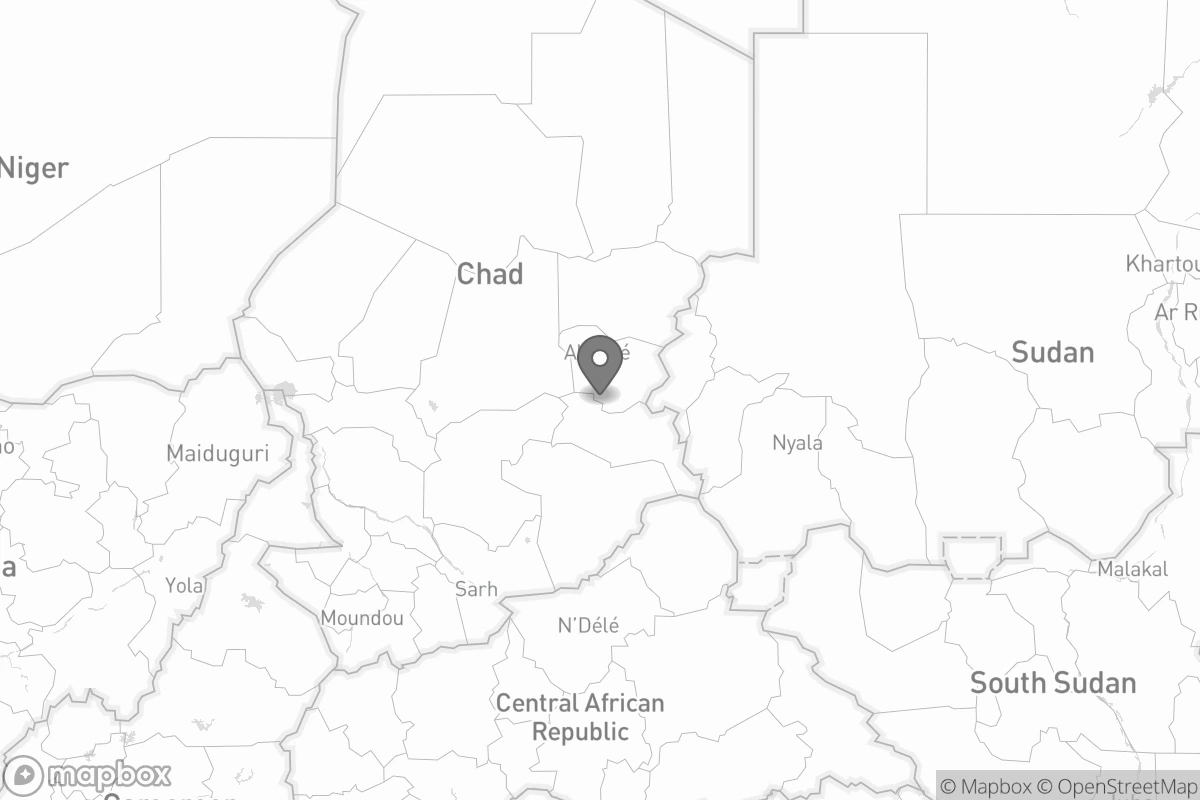 Niger
Chad
Khartou
Ar R
Sudan
Maiduguri
Nyala
Yola
Sarh
Moundou
N'Délé
Malakal
South Sudan
Central African
Republic
mapbox
© Mapbox © OpenStreetMap